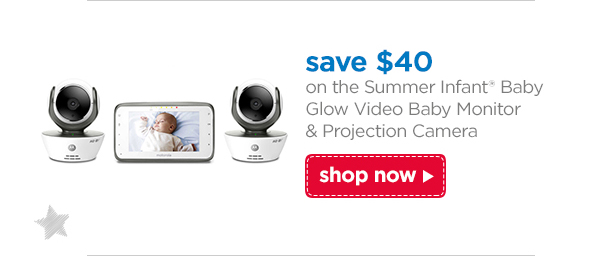 save $40
on the Summer Infant® Baby
Glow Video Baby Monitor
& Projection Camera
shop now ▶